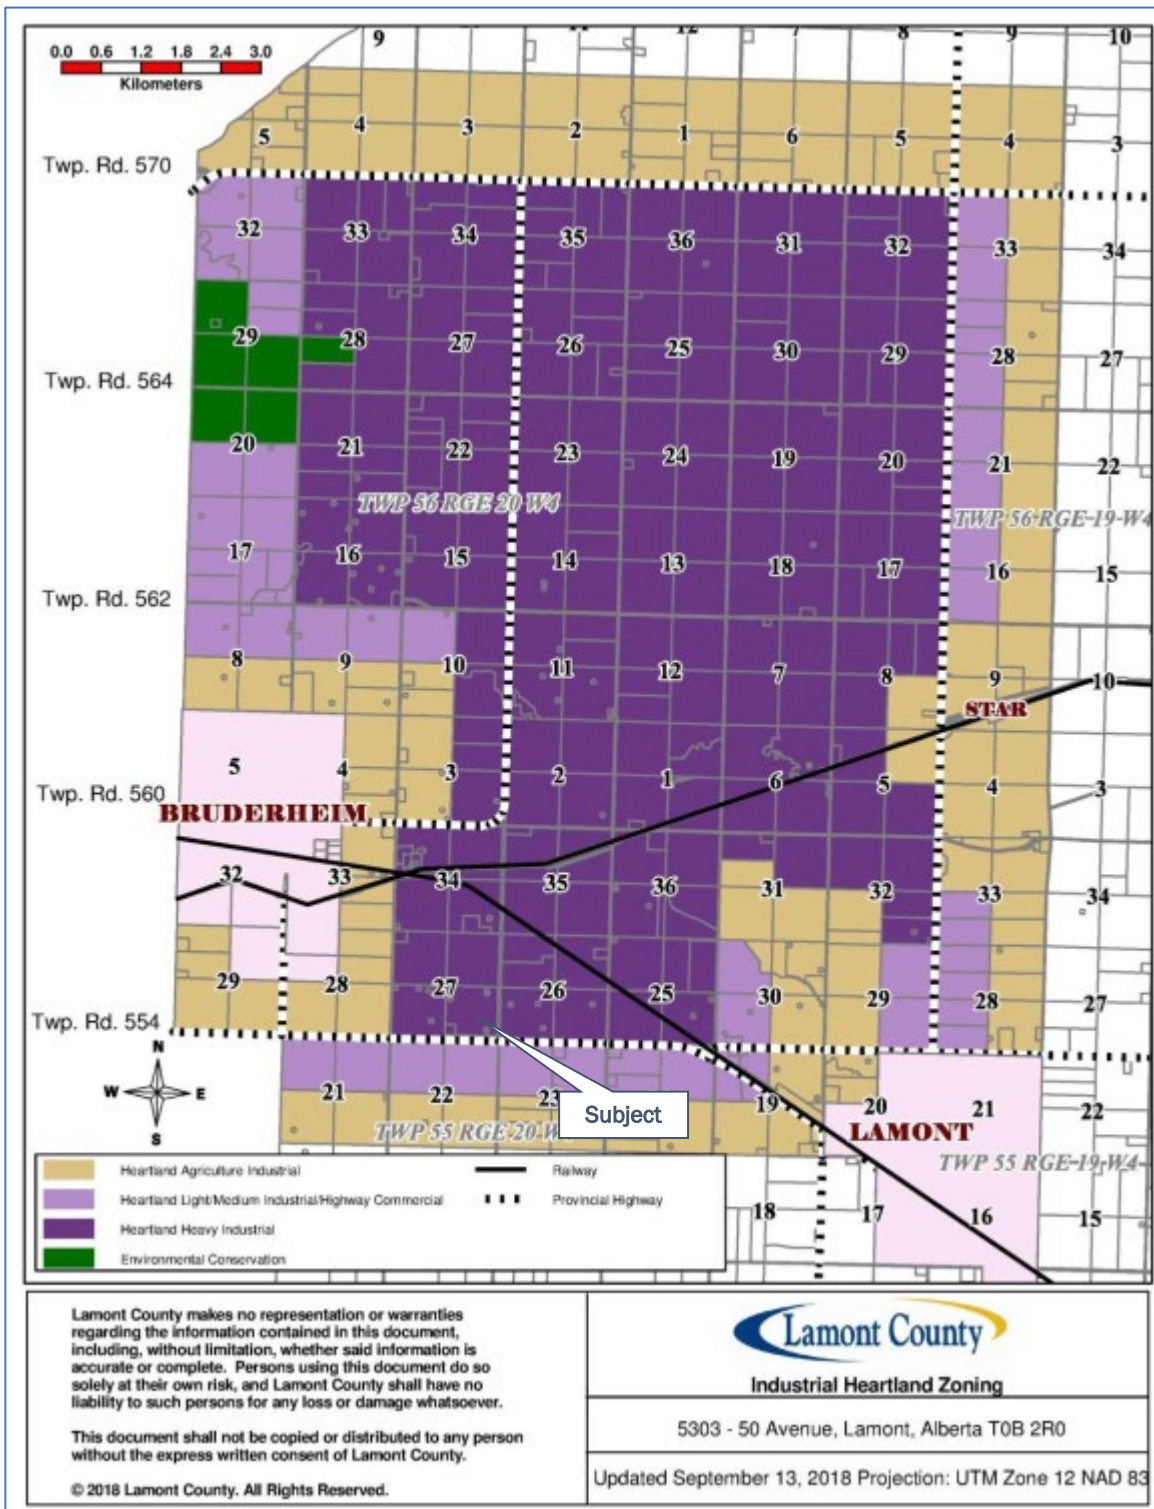 9 11 12 7 8 9 10
0.0 0.6 1.2 1.8 2.4 3.0
Kilometers
5 4 3 2 1 6 5 4 3
Twp. Rd. 570
32 33 34 35 36 31 32 33 34
29 28 27 26 25 30 29 28 27
Twp. Rd. 564
20 21 22 23 24 19 20 21 22
TWP 56 RGE 20 W4
TWP 56 RGE 19 W4
17 16 15 14 13 18 17 16 15
Twp. Rd. 562
8 9 10 11 12 7 8 9 10
STAR
5 4 3 2 1 6 5 4 3
Twp. Rd. 560
BRUDERHEIM
32 33 34 35 36 31 32 33 34
29 28 27 26 25 30 29 28 27
Twp. Rd. 554
N
W E
S
21 22 23 19 20 21 22
Subject
TWP 55 RGE 20 W4
LAMONT
TWP 55 RGE 19 W4
18 17 16 15
Heartland Agriculture Industrial
Heartland Light/Medium Industrial/Highway Commercial
Heartland Heavy Industrial
Environmental Conservation
Railway
Provincial Highway
Lamont County makes no representation or warranties
regarding the information contained in this document,
including, without limitation, whether said information is
accurate or complete. Persons using this document do so
solely at their own risk, and Lamont County shall have no
liability to such persons for any loss or damage whatsoever.
This document shall not be copied or distributed to any person
without the express written consent of Lamont County.
© 2018 Lamont County. All Rights Reserved.
Lamont County
Industrial Heartland Zoning
5303 - 50 Avenue, Lamont, Alberta T0B 2R0
Updated September 13, 2018 Projection: UTM Zone 12 NAD 83